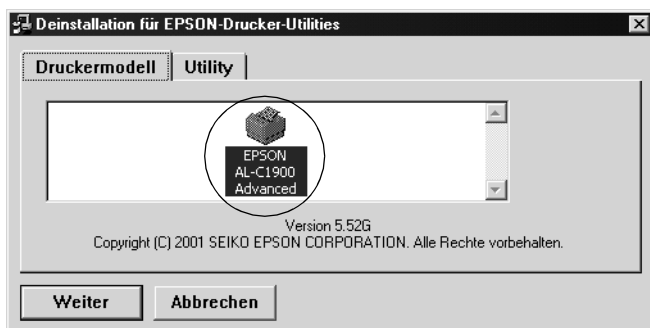 Deinstallation für EPSON-Drucker-Utilities
Druckermodell
Utility
EPSON
AL-C1900
Advanced
Version 5.52G
Copyright (C) 2001 SEIKO EPSON CORPORATION. Alle Rechte vorbehalten.
Weiter
Abbrechen